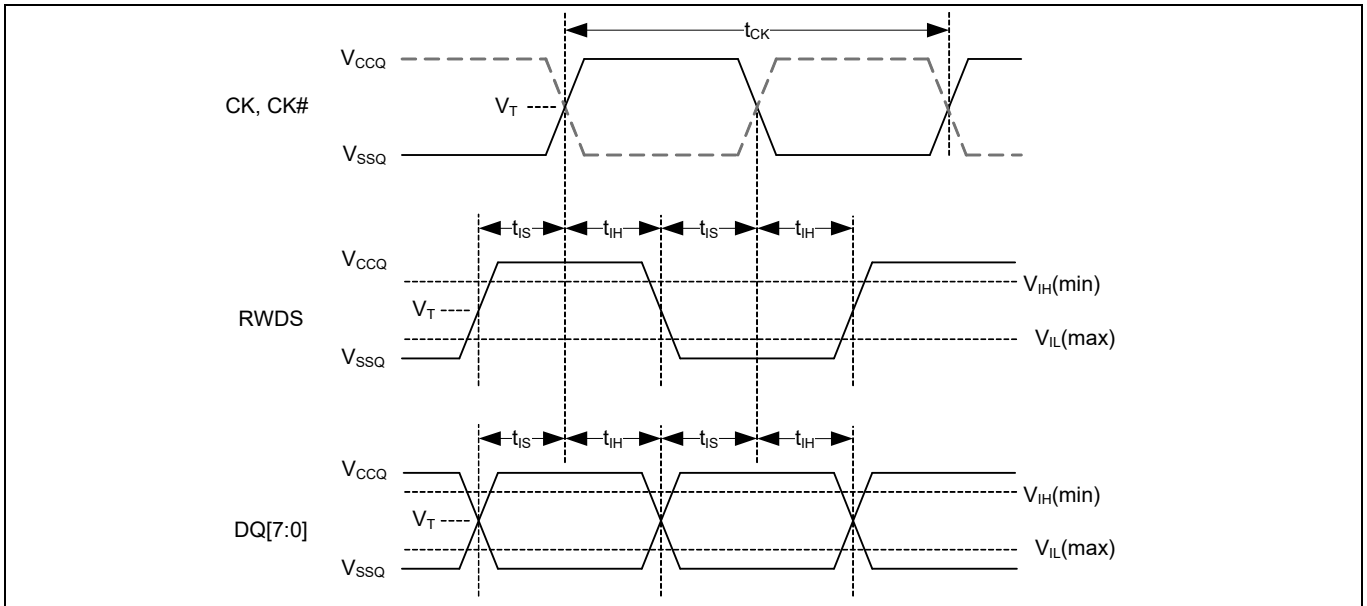 tCK
VCCQ
CK, CK#
VT
VSSQ
tIS tIH tIS tIH
VCCQ
VIH(min)
RWDS
VT
VIL(max)
VSSQ
tIS tIH tIS tIH
VCCQ
VIH(min)
DQ[7:0]
VT
VIL(max)
VSSQ